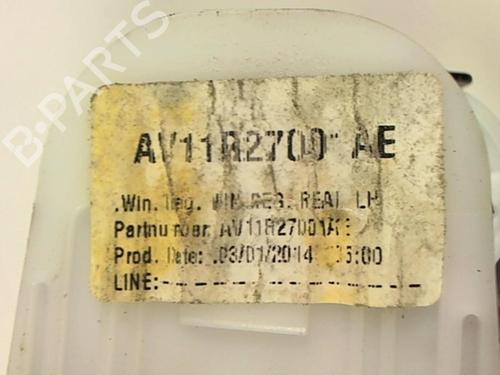 B-PARTS
AV11R2700* AE
.Win. Reg. WIN.REG. REAR LH
Partnumber: AV11R27001AE
Prod. Date: .03/01/2014
LINE: